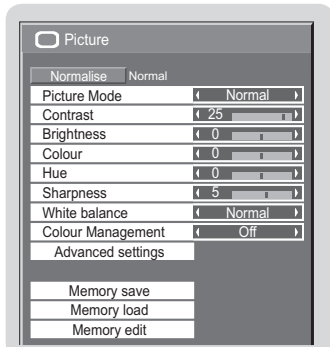 Picture
Normalise Normal
Picture Mode Normal
Contrast 25
Brightness 0
Colour 0
Hue 0
Sharpness 5
White balance Normal
Colour Management Off
Advanced settings
Memory save
Memory load
Memory edit